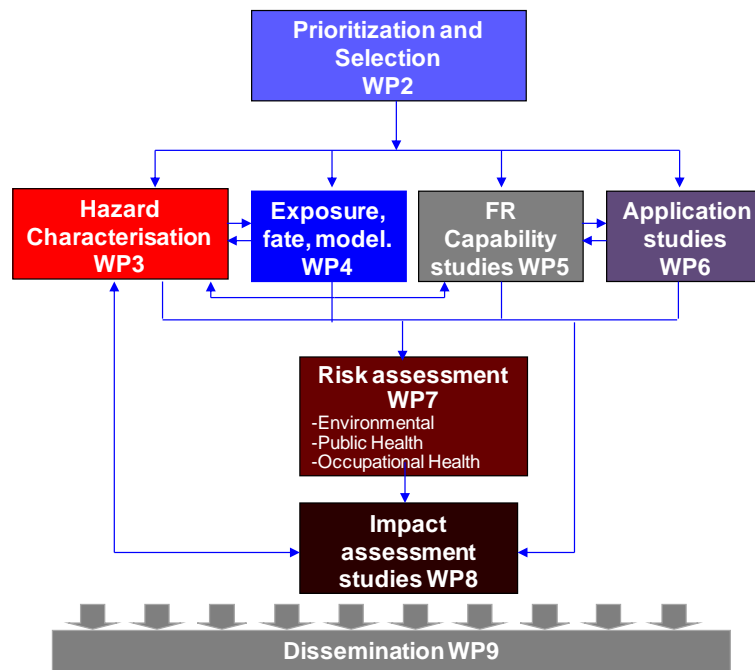 Prioritization and
Selection
WP2
Hazard
Characterisation
WP3
Exposure,
fate, model.
WP4
FR
Capability
studies WP5
Application
studies
WP6
Risk assessment
WP7
-Environmental
-Public Health
-Occupational Health
Impact
assessment
studies WP8
Dissemination WP9